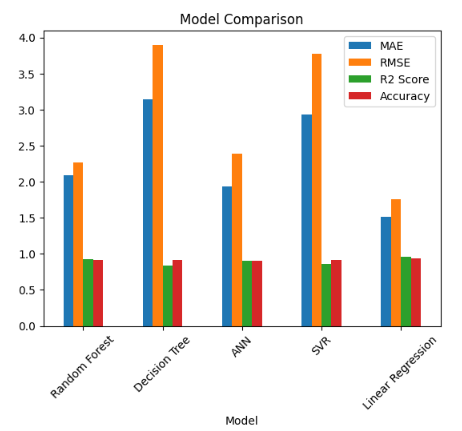 Model Comparison
MAE
RMSE
R2 Score
Accuracy
4.0
3.5
3.0
2.5
2.0
1.5
1.0
0.5
0.0
Random Forest
Decision Tree
ANN
SVR
Linear Regression
Model